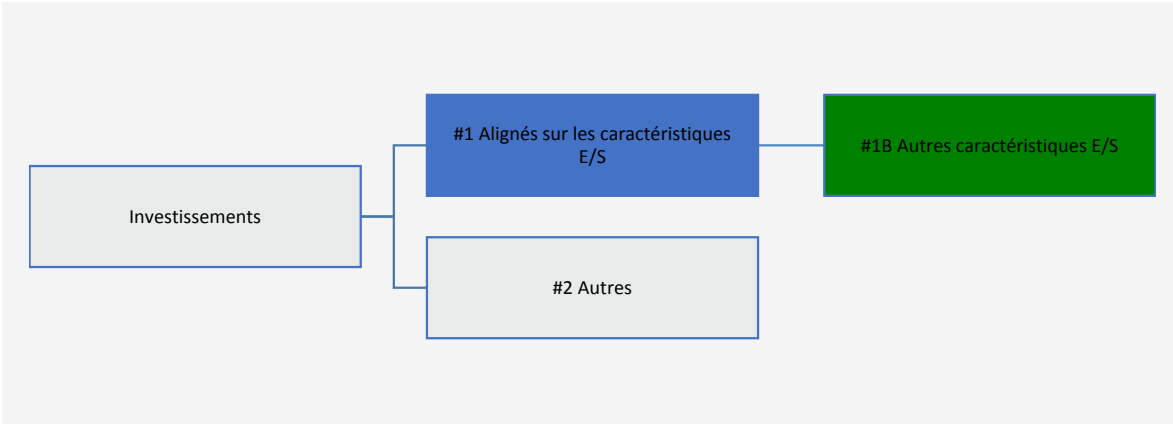 #1 Alignés sur les caractéristiques
E/S
#1B Autres caractéristiques E/S
Investissements
#2 Autres